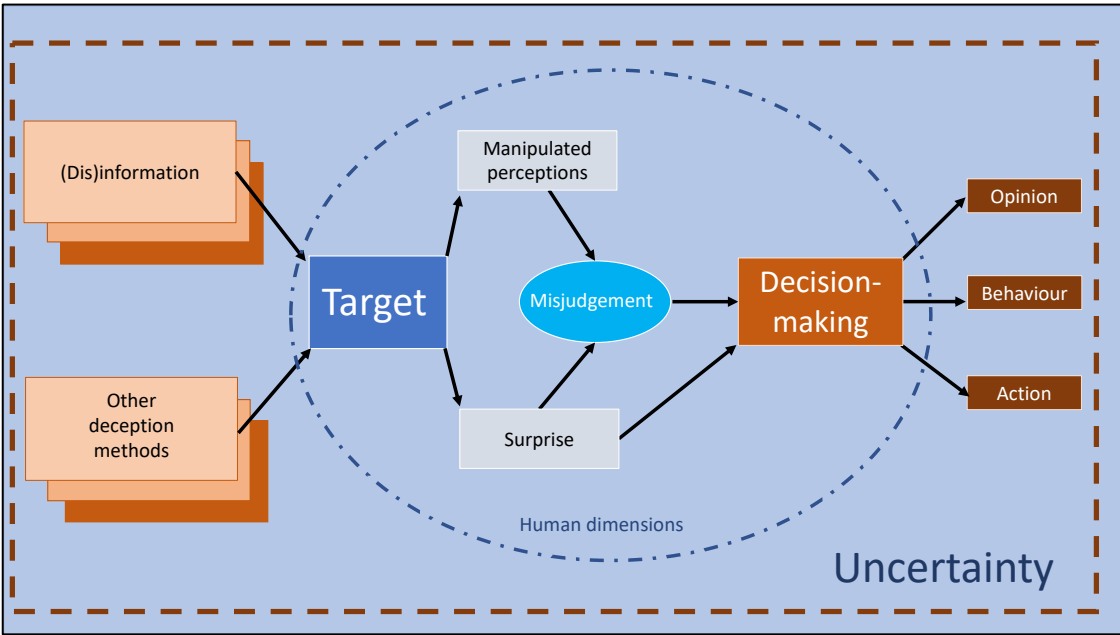 (Dis)information
Other
deception
methods
Target
Manipulated
perceptions
Misjudgement
Surprise
Decision-
making
Opinion
Behaviour
Action
Human dimensions
Uncertainty